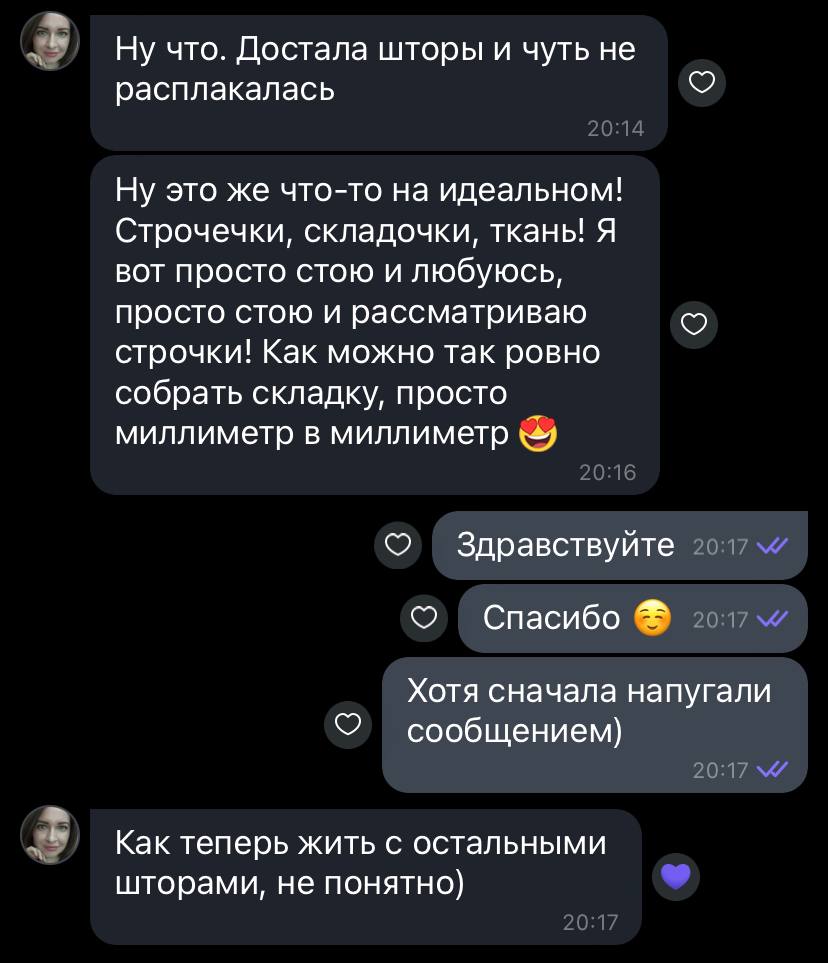 Ну что. Достала шторы и чуть не
расплакалась
20:14
Ну это же что-то на идеальном!
Строчечки, складочки, ткань! Я
вот просто стою и любуюсь,
просто стою и рассматриваю
строчки! Как можно так ровно
собрать складку, просто
миллиметр в миллиметр 😍
20:16
Здравствуйте 20:17
Спасибо ☺️ 20:17
Хотя сначала напугали
сообщением)
20:17
Как теперь жить с остальными
шторами, не понятно)
20:17